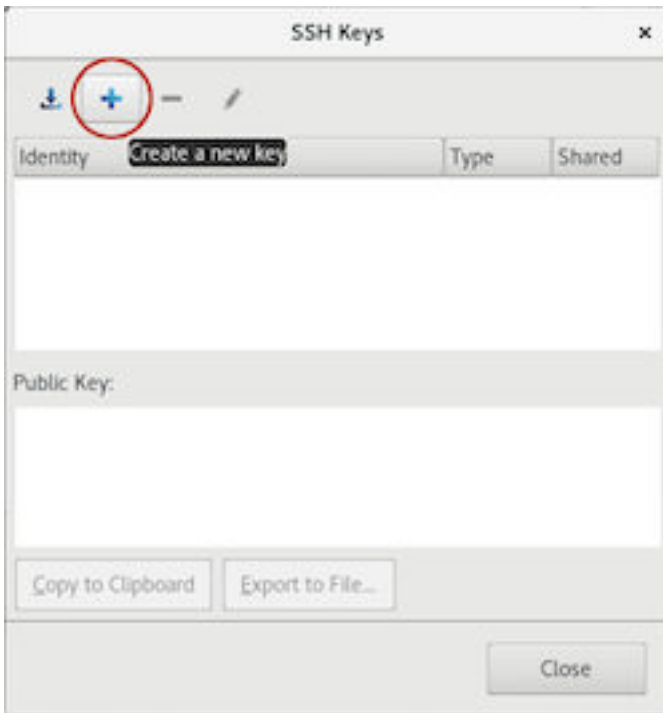 SSH Keys
Create a new key
Identity Type Shared
Public Key:
Copy to Clipboard Export to File...
Close